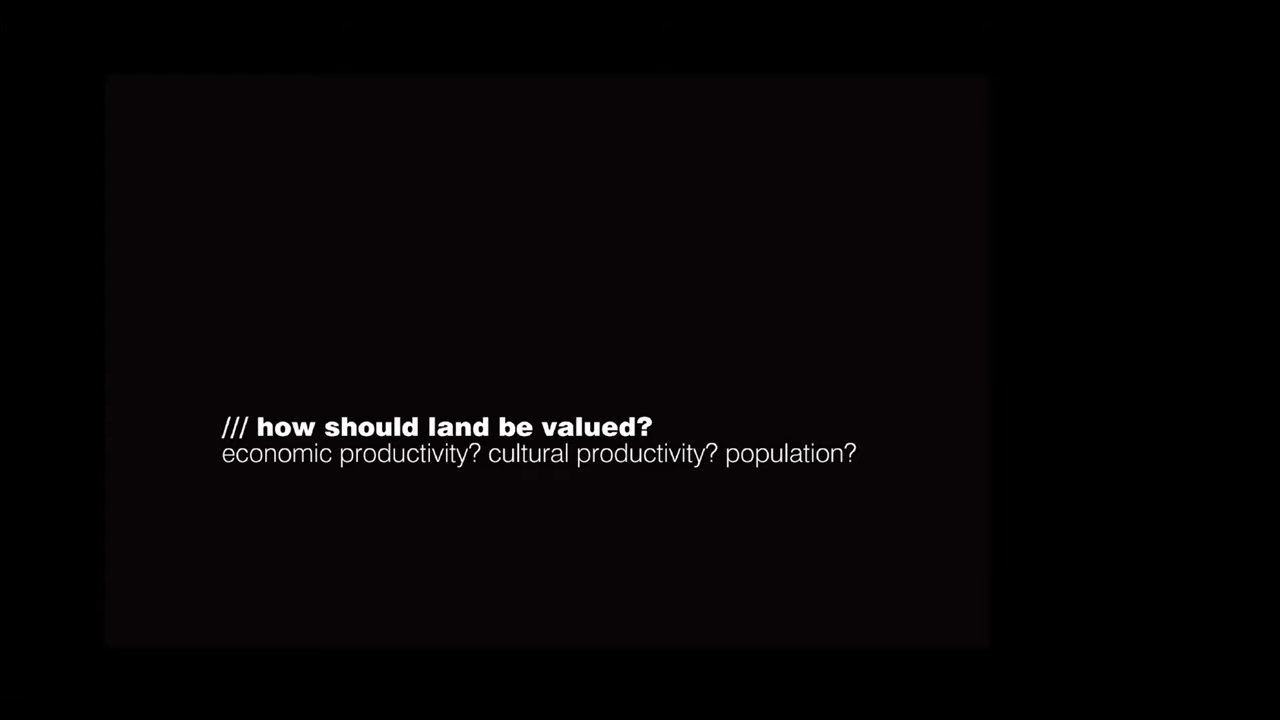 /// how should land be valued?
economic productivity? cultural productivity? population?